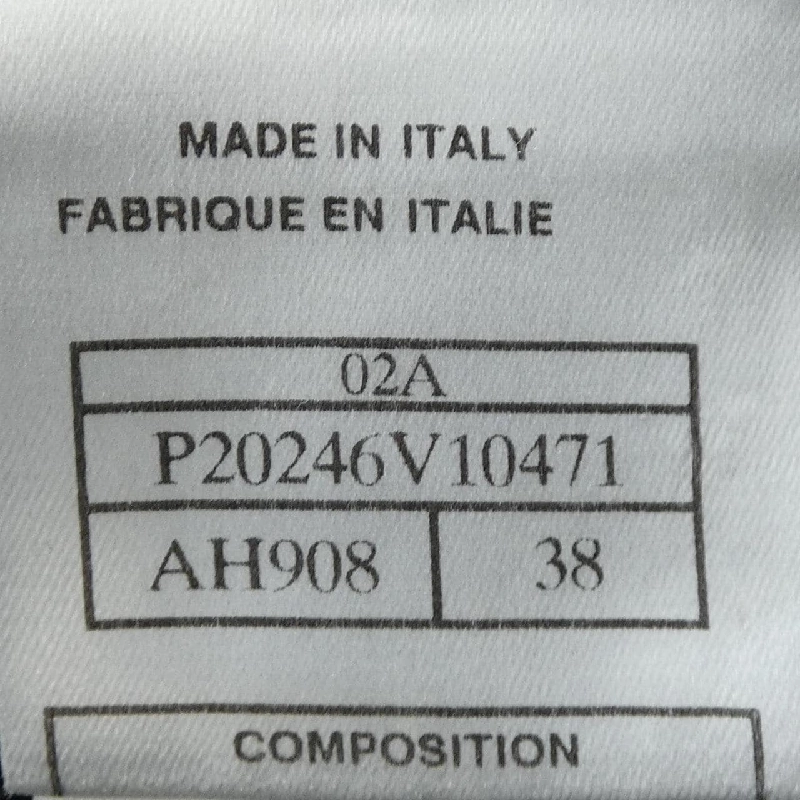 MADE IN ITALY
FABRIQUE EN ITALIE
02A
P20246V10471
AH908 38
COMPOSITION